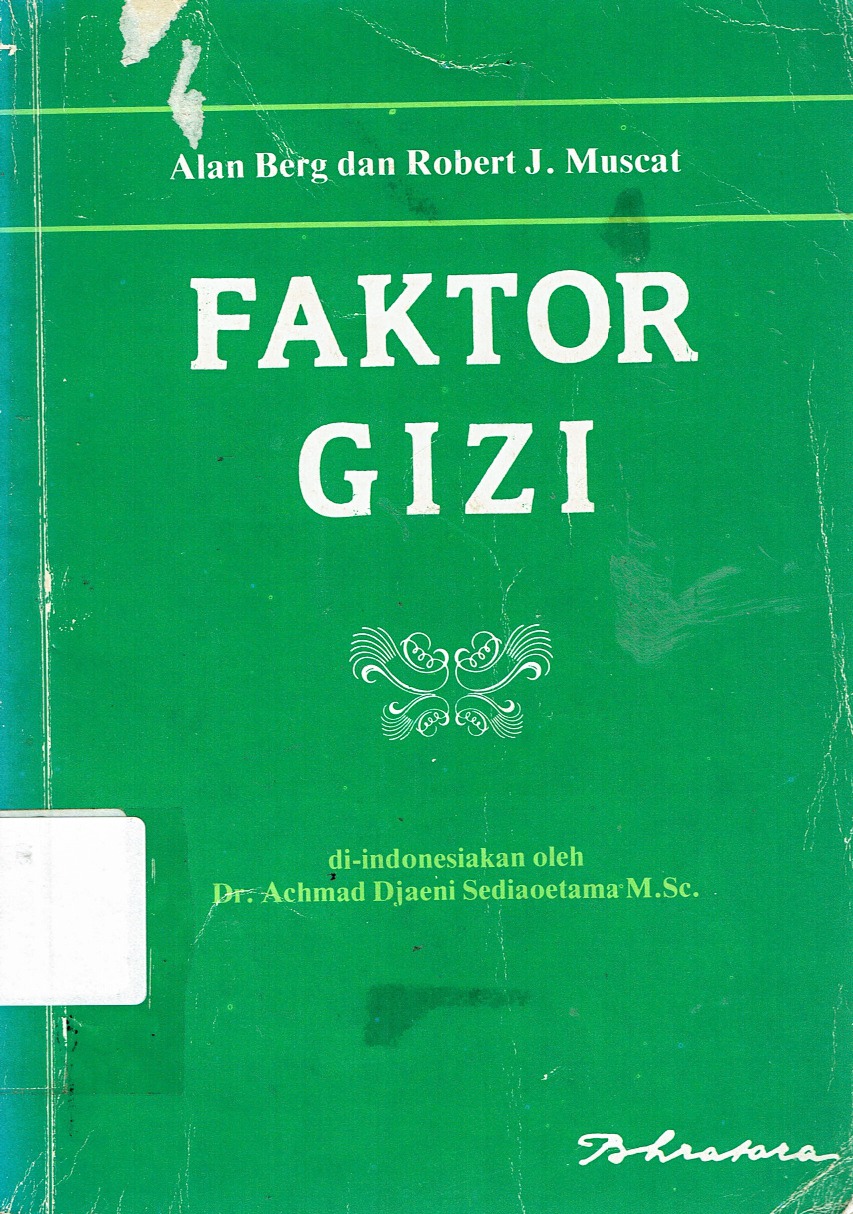 Alan Berg dan Robert J. Muscat
FAKTOR
GIZI
di-indonesiakan oleh
Dr. Achmad Djaeni Sediaoetama M.Sc.
Bhratara